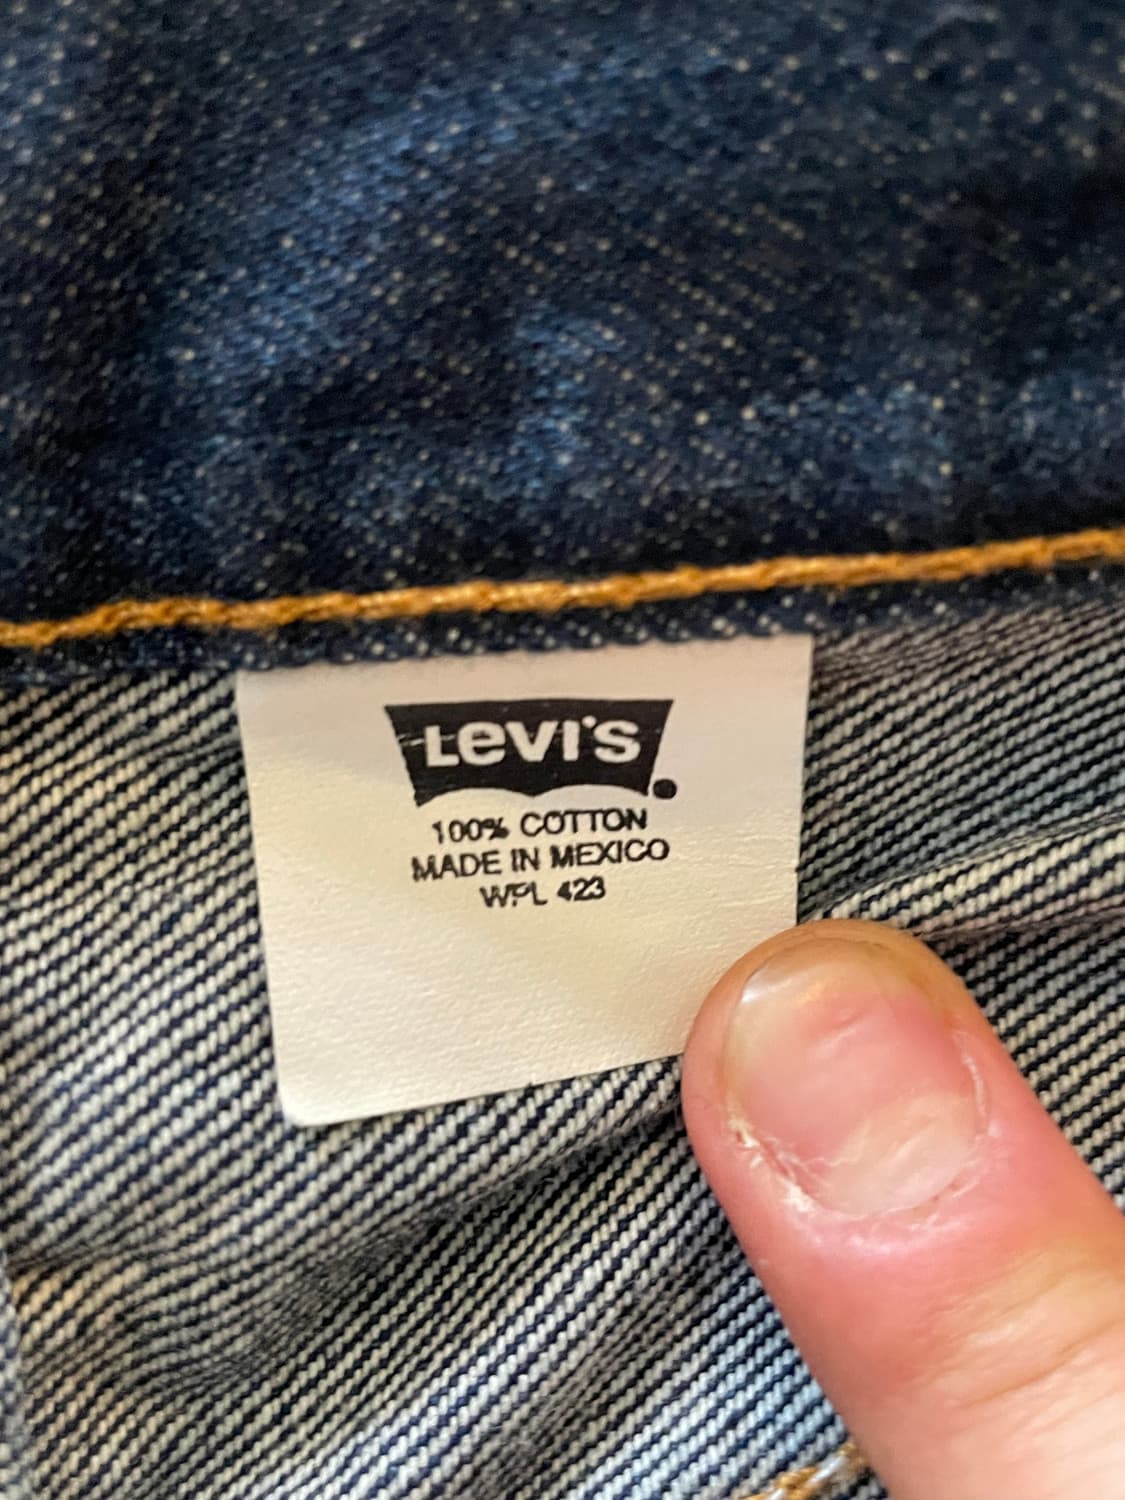 LEVI'S
100% COTTON
MADE IN MEXICO
WPL 423